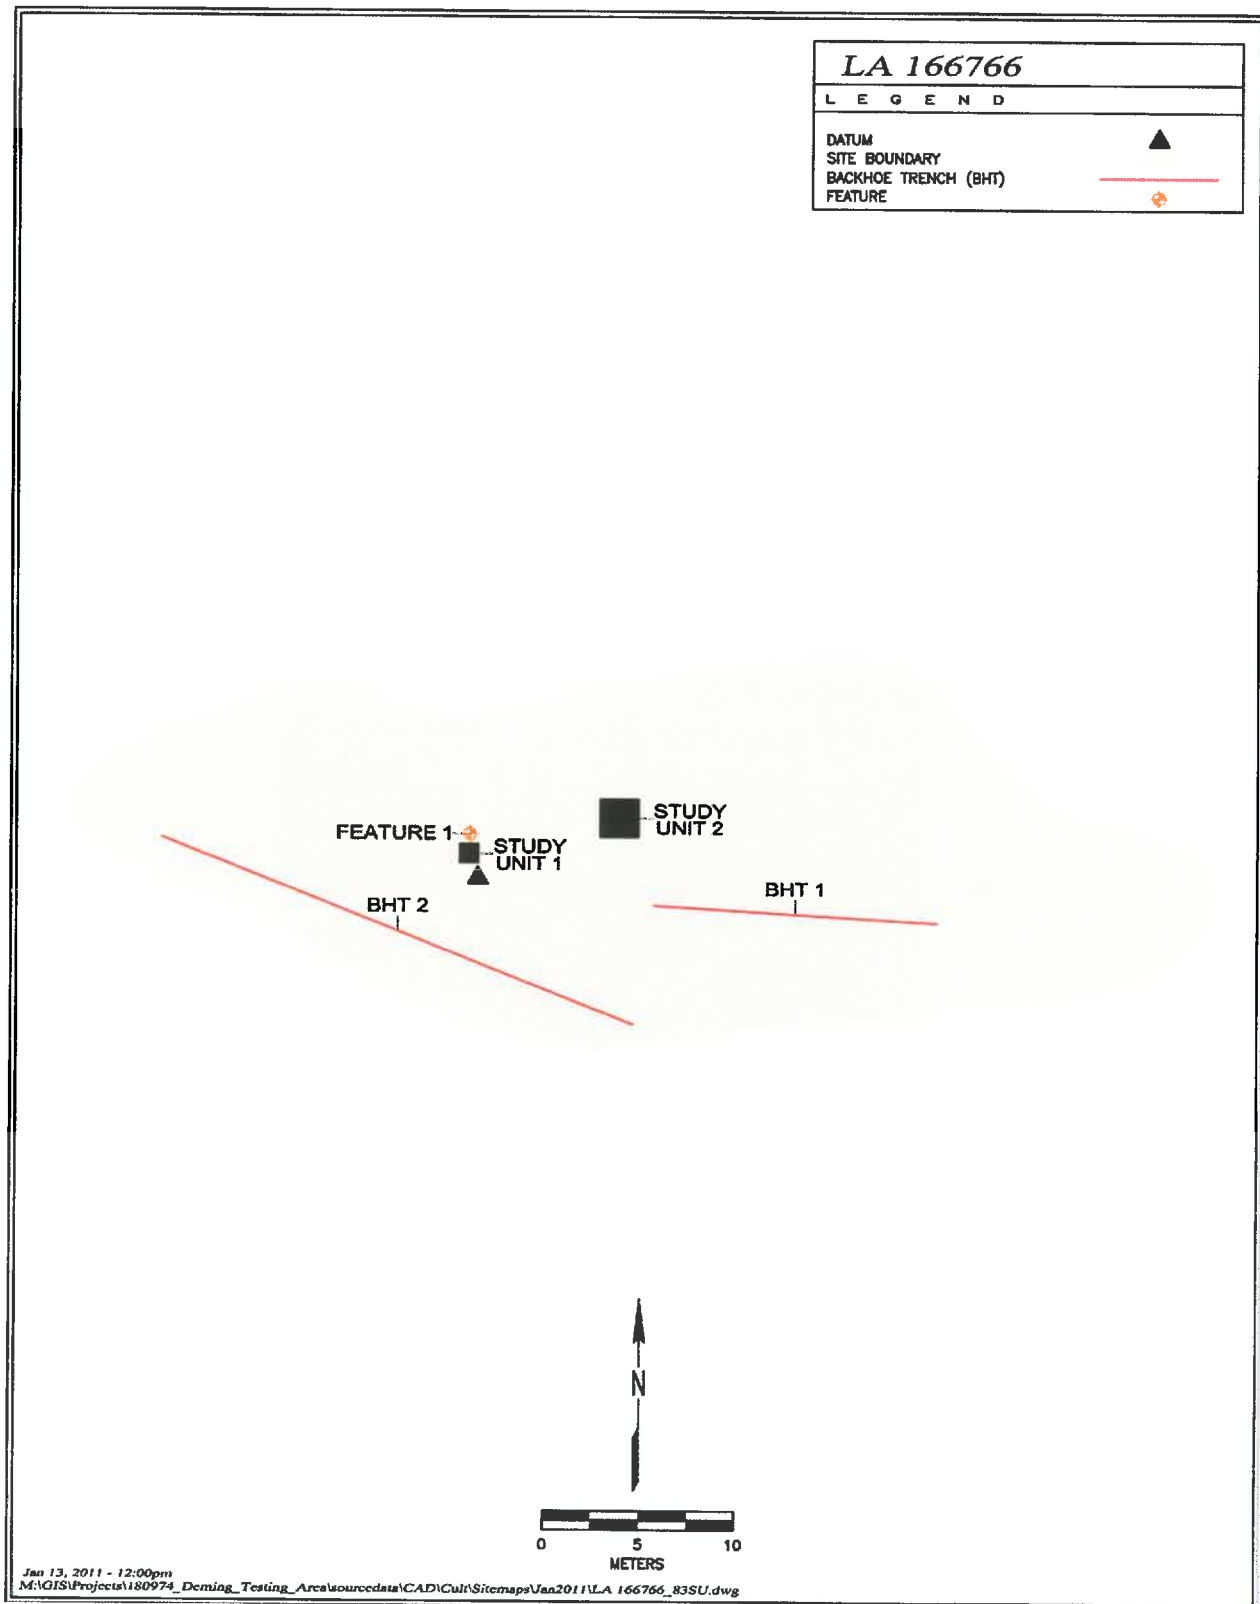 LA 166766
L E G E N D
DATUM
SITE BOUNDARY
BACKHOE TRENCH (BHT)
FEATURE
FEATURE 1
STUDY
UNIT 1
STUDY
UNIT 2
BHT 2
BHT 1
N
0 5 10
METERS
Jan 13, 2011 - 12:00pm
M:\GIS\Projects\180974_Deming_Testing_Area\sourcedata\CAD\Cult\Sitemaps\Jan2011\LA 166766_83SU.dwg